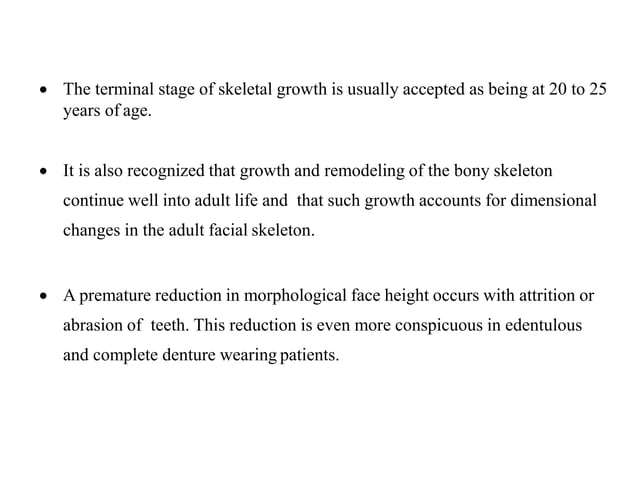 • The terminal stage of skeletal growth is usually accepted as being at 20 to 25
years of age.
• It is also recognized that growth and remodeling of the bony skeleton
continue well into adult life and  that such growth accounts for dimensional
changes in the adult facial skeleton.
• A premature reduction in morphological face height occurs with attrition or
abrasion of  teeth. This reduction is even more conspicuous in edentulous
and complete denture wearing patients.